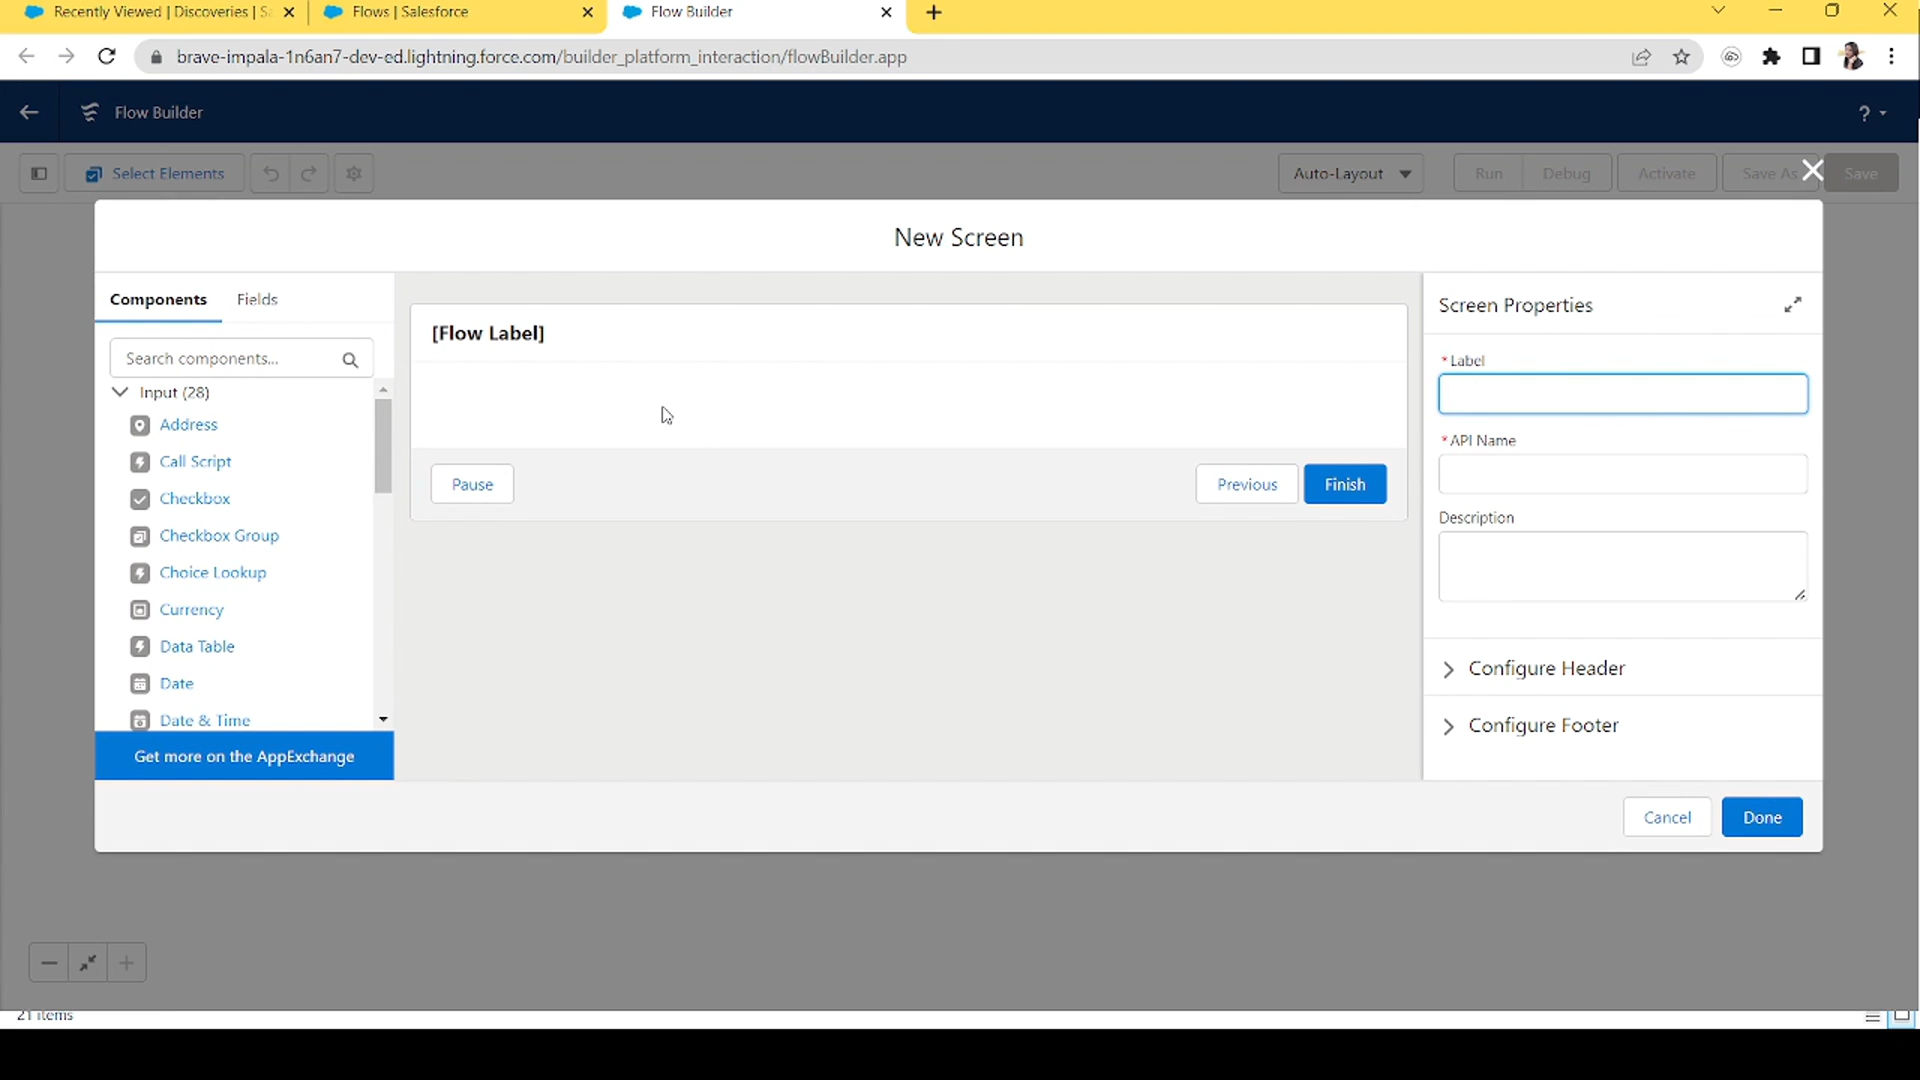 Recently Viewed | Discoveries | Sa
Flows | Salesforce
Flow Builder
brave-impala-1n6an7-dev-ed.lightning.force.com/builder_platform_interaction/flowBuilder.app
Flow Builder
?
Select Elements
Auto-Layout
Run
Debug
Activate
Save As
Save
New Screen
Components
Fields
Search components...
Input (28)
Address
Call Script
Checkbox
Checkbox Group
Choice Lookup
Currency
Data Table
Date
Date & Time
Get more on the AppExchange
[Flow Label]
Pause
Previous
Finish
Screen Properties
*Label
*API Name
Description
Configure Header
Configure Footer
Cancel
Done
21 items